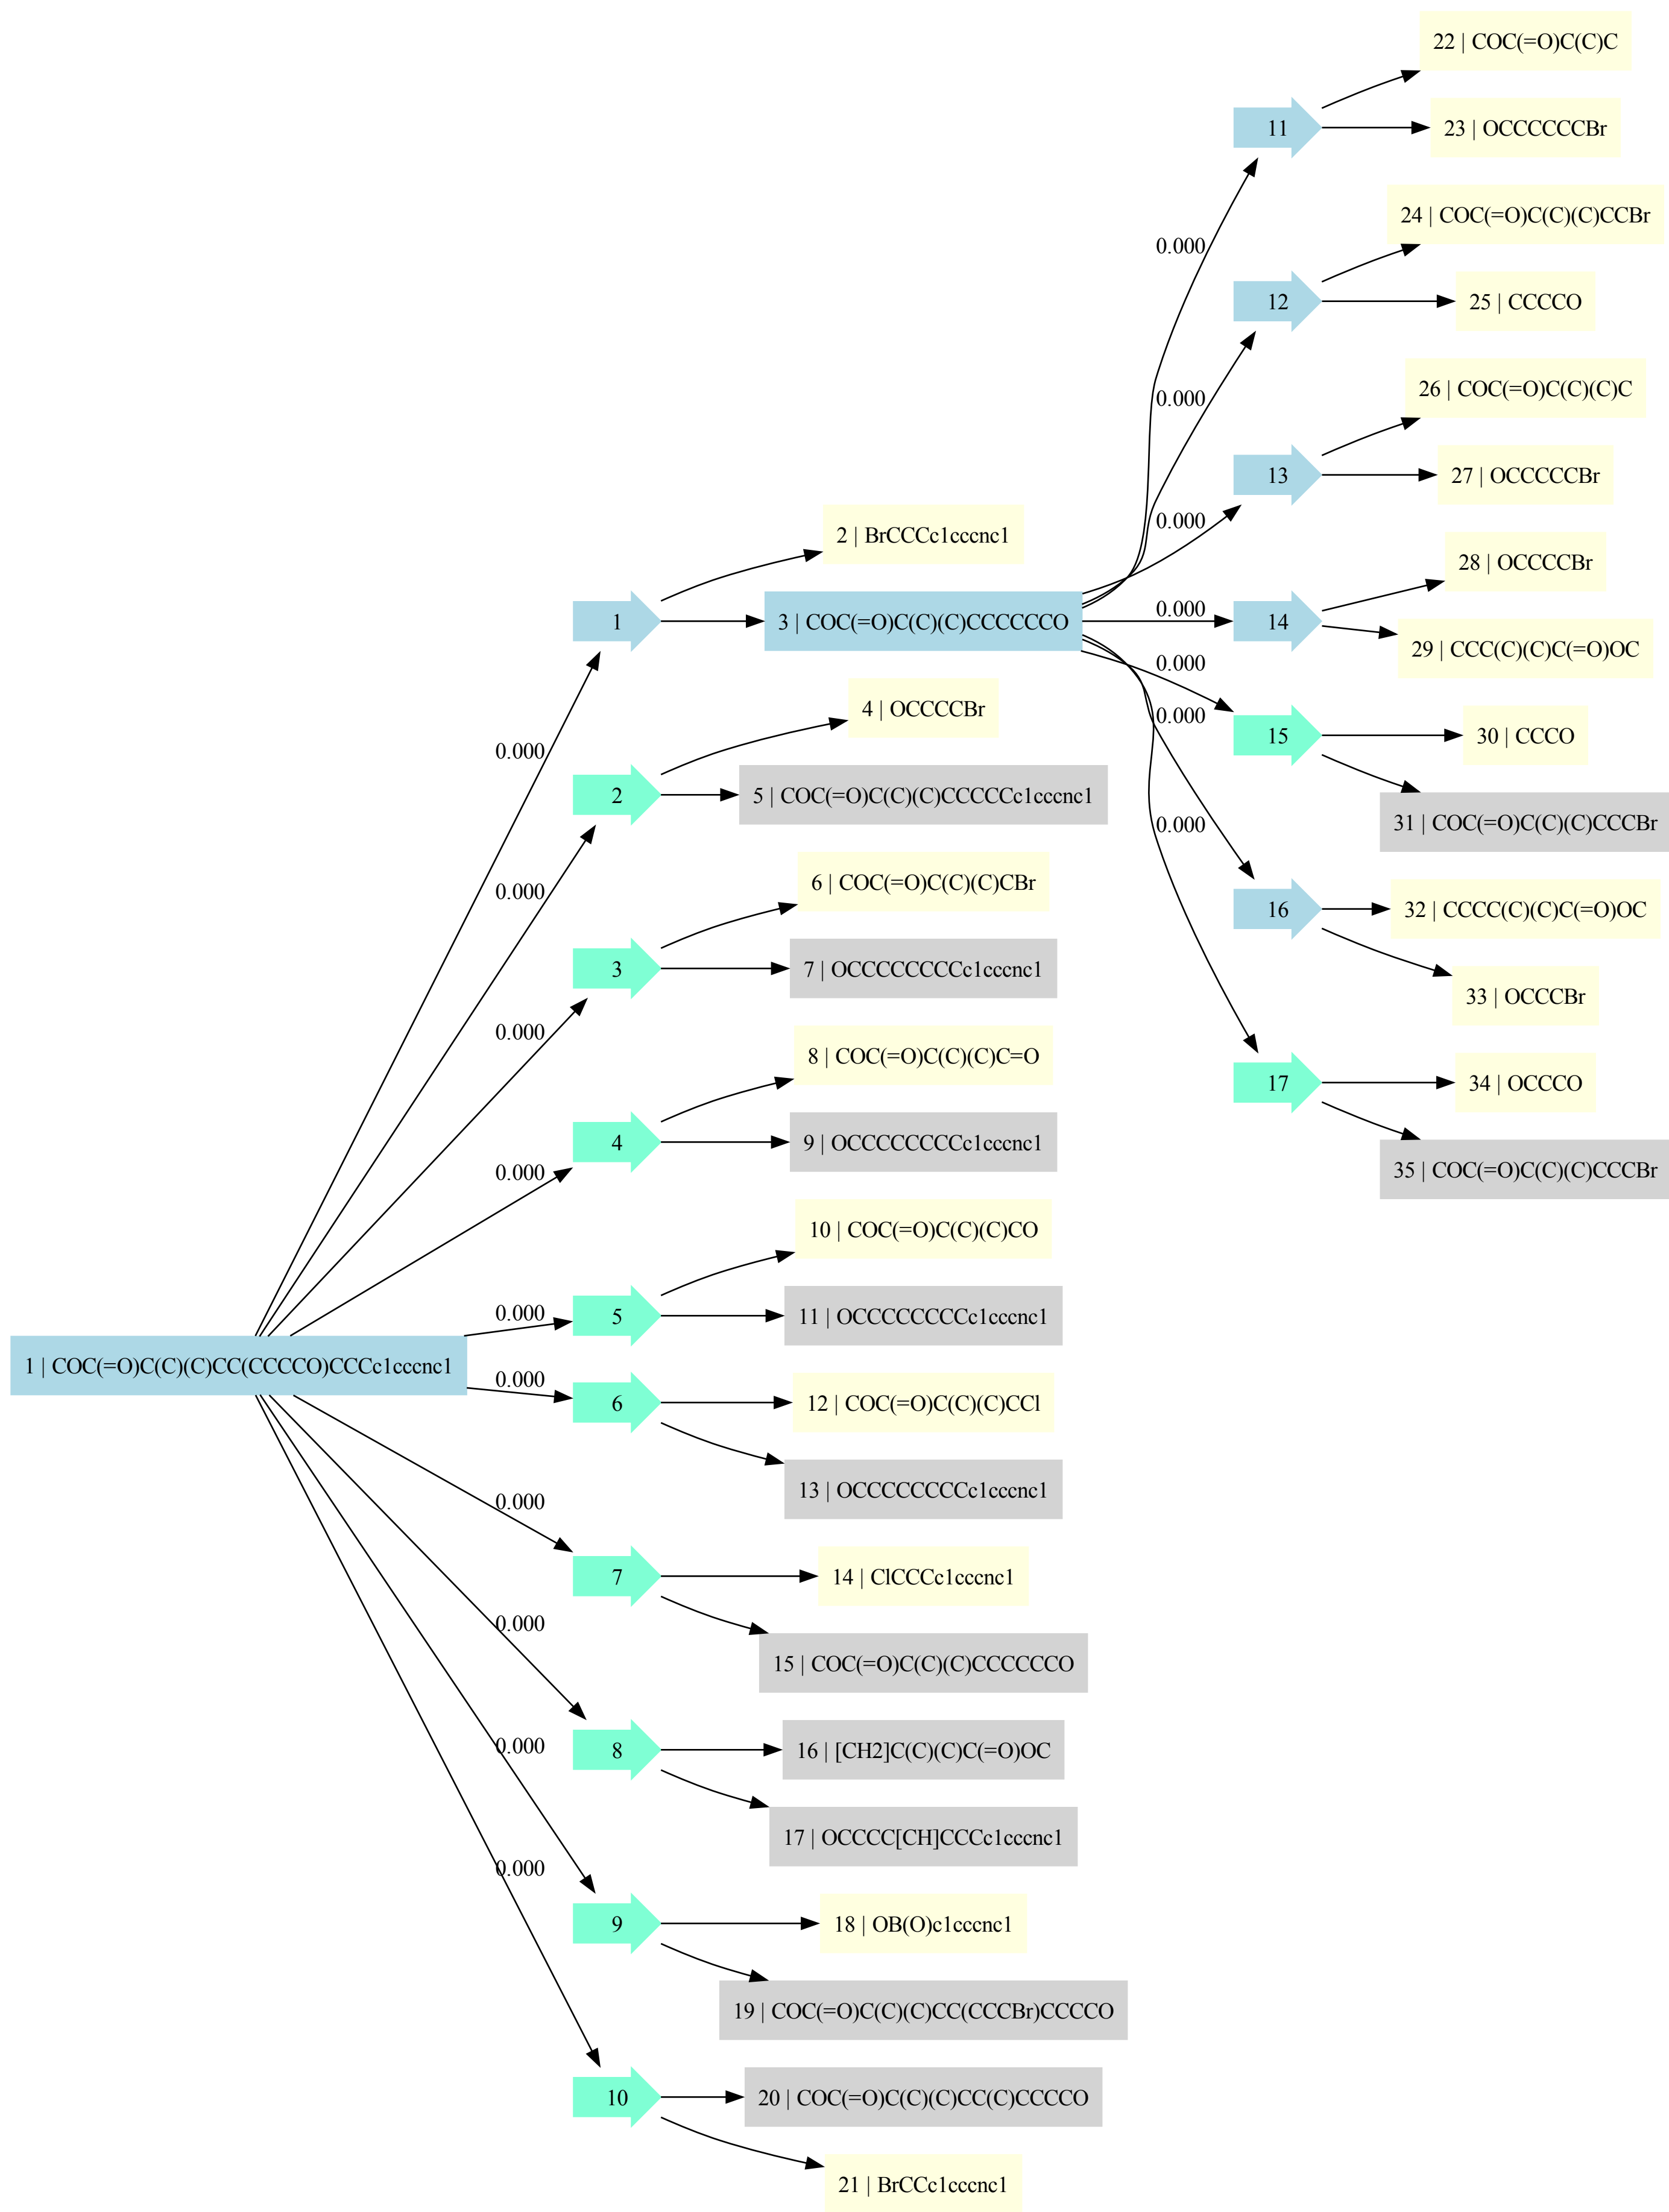 22 | COC(=O)C(C)C
11
23 | OCCCCCCBr
24 | COC(=O)C(C)(C)CCBr
0.000
12
25 | CCCCO
26 | COC(=O)C(C)(C)C
0.000
13
27 | OCCCCCBr
0.000
2 | BrCCCc1cccnc1
28 | OCCCCBr
0.000
1
3 | COC(=O)C(C)(C)CCCCCCO
14
29 | CCC(C)(C)C(=O)OC
0.000
4 | OCCCCBr
0.000
15
30 | CCCO
0.000
2
5 | COC(=O)C(C)(C)CCCCCc1cccnc1
31 | COC(=O)C(C)(C)CCCBr
0.000
6 | COC(=O)C(C)(C)CBr
0.000
16
32 | CCCC(C)(C)C(=O)OC
3
7 | OCCCCCCCCc1cccnc1
33 | OCCCBr
0.000
8 | COC(=O)C(C)(C)C=O
17
34 | OCCCO
4
9 | OCCCCCCCCc1cccnc1
35 | COC(=O)C(C)(C)CCCBr
0.000
10 | COC(=O)C(C)(C)CO
0.000
5
11 | OCCCCCCCCc1cccnc1
1 | COC(=O)C(C)(C)CC(CCCCO)CCCc1cccnc1
0.000
6
12 | COC(=O)C(C)(C)CCl
13 | OCCCCCCCCc1cccnc1
0.000
7
14 | ClCCCc1cccnc1
0.000
15 | COC(=O)C(C)(C)CCCCCCO
0.000
8
16 | [CH2]C(C)(C)C(=O)OC
17 | OCCCC[CH]CCCc1cccnc1
0.000
9
18 | OB(O)c1cccnc1
19 | COC(=O)C(C)(C)CC(CCCBr)CCCCO
10
20 | COC(=O)C(C)(C)CC(C)CCCCO
21 | BrCCc1cccnc1